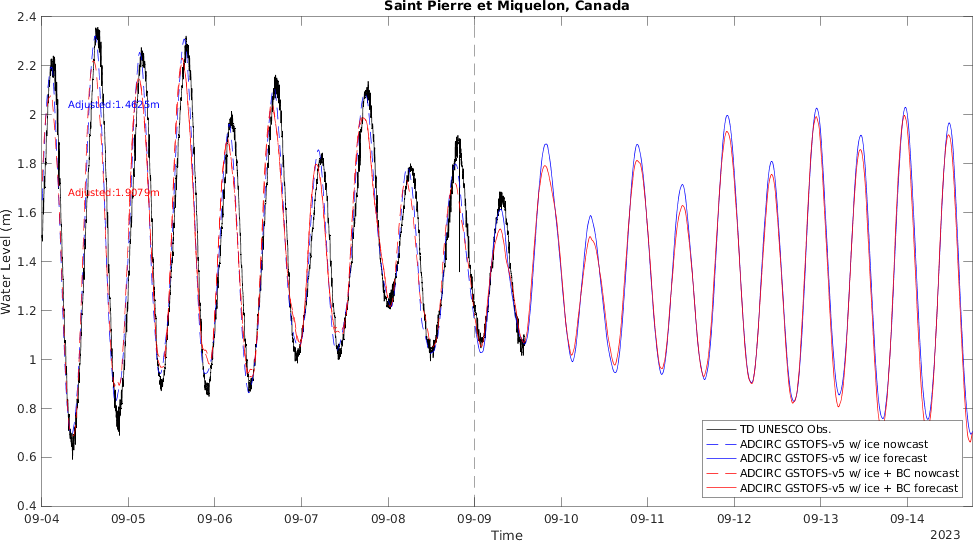 Saint Pierre et Miquelon, Canada
2.4
2.2
2
1.8
1.6
1.4
1.2
1
0.8
0.6
0.4
Water Level (m)
Adjusted:1.4625m
Adjusted:1.9079m
TD UNESCO Obs.
ADCIRC GSTOFS-v5 w/ ice nowcast
ADCIRC GSTOFS-v5 w/ ice forecast
ADCIRC GSTOFS-v5 w/ ice + BC nowcast
ADCIRC GSTOFS-v5 w/ ice + BC forecast
09-04 09-05 09-06 09-07 09-08 09-09 09-10 09-11 09-12 09-13 09-14
Time
2023